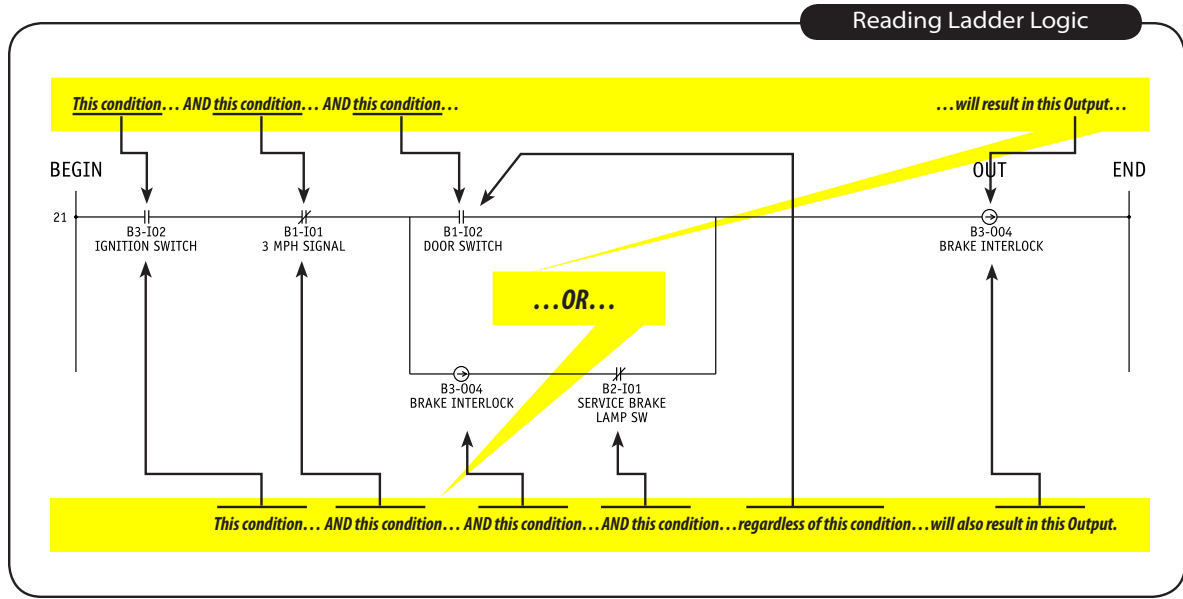 Reading Ladder Logic
This condition… AND this condition… AND this condition…
…will result in this Output…
BEGIN
OUT
END
21
B3-I02
IGNITION SWITCH
B1-I01
3 MPH SIGNAL
B1-I02
DOOR SWITCH
B3-O04
BRAKE INTERLOCK
…OR…
B3-O04
BRAKE INTERLOCK
B2-I01
SERVICE BRAKE
LAMP SW
This condition… AND this condition… AND this condition… AND this condition…regardless of this condition…will also result in this Output.